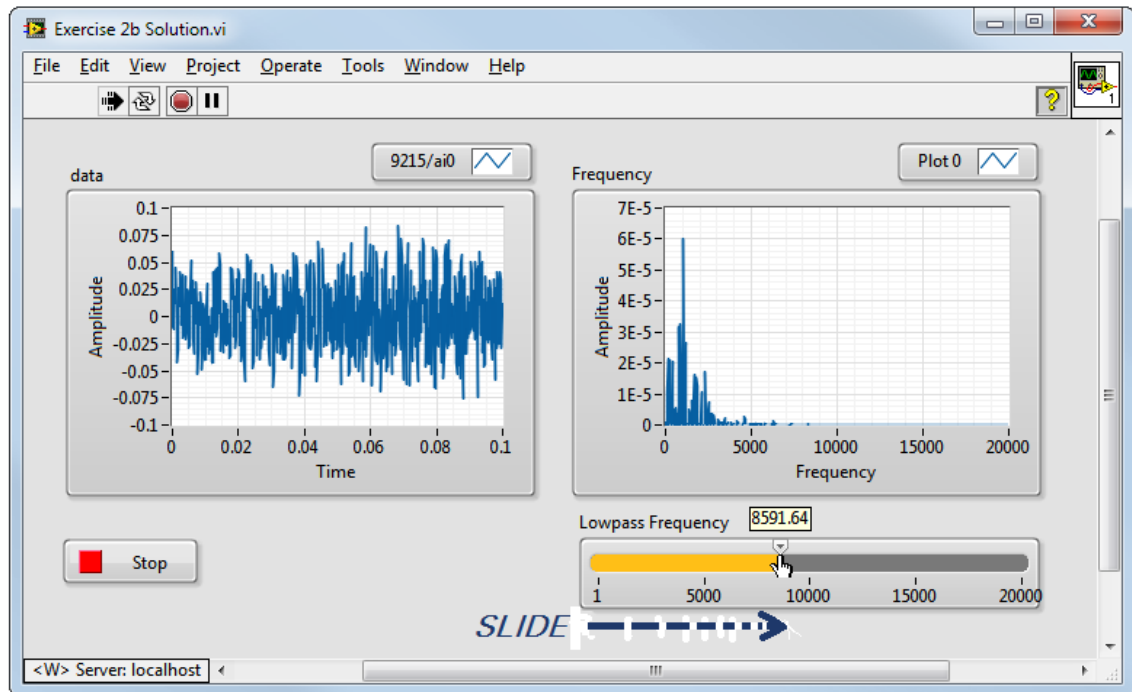 Exercise 2b Solution.vi
File Edit View Project Operate Tools Window Help
?
1
data
9215/ai0
0.1
0.075
0.05
0.025
0
-0.025
-0.05
-0.075
-0.1
Amplitude
0 0.02 0.04 0.06 0.08 0.1
Time
Frequency
Plot 0
7E-5
6E-5
5E-5
4E-5
3E-5
2E-5
1E-5
0
Amplitude
0 5000 10000 15000 20000
Frequency
Stop
Lowpass Frequency 8591.64
1 5000 10000 15000 20000
SLIDE
<W> Server: localhost